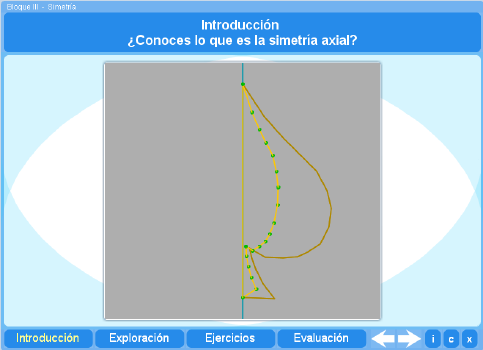 Bloque III - Simetría
Introducción
¿Conoces lo que es la simetría axial?
Introducción
Exploración
Ejercicios
Evaluación
i
c
x